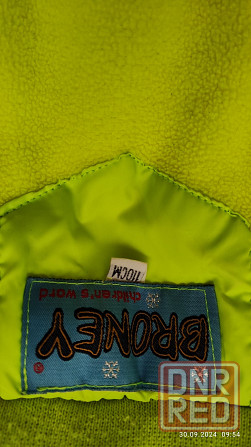 BRONEY
children's word
110CM
DNR
RED
30.09.2024 09:54